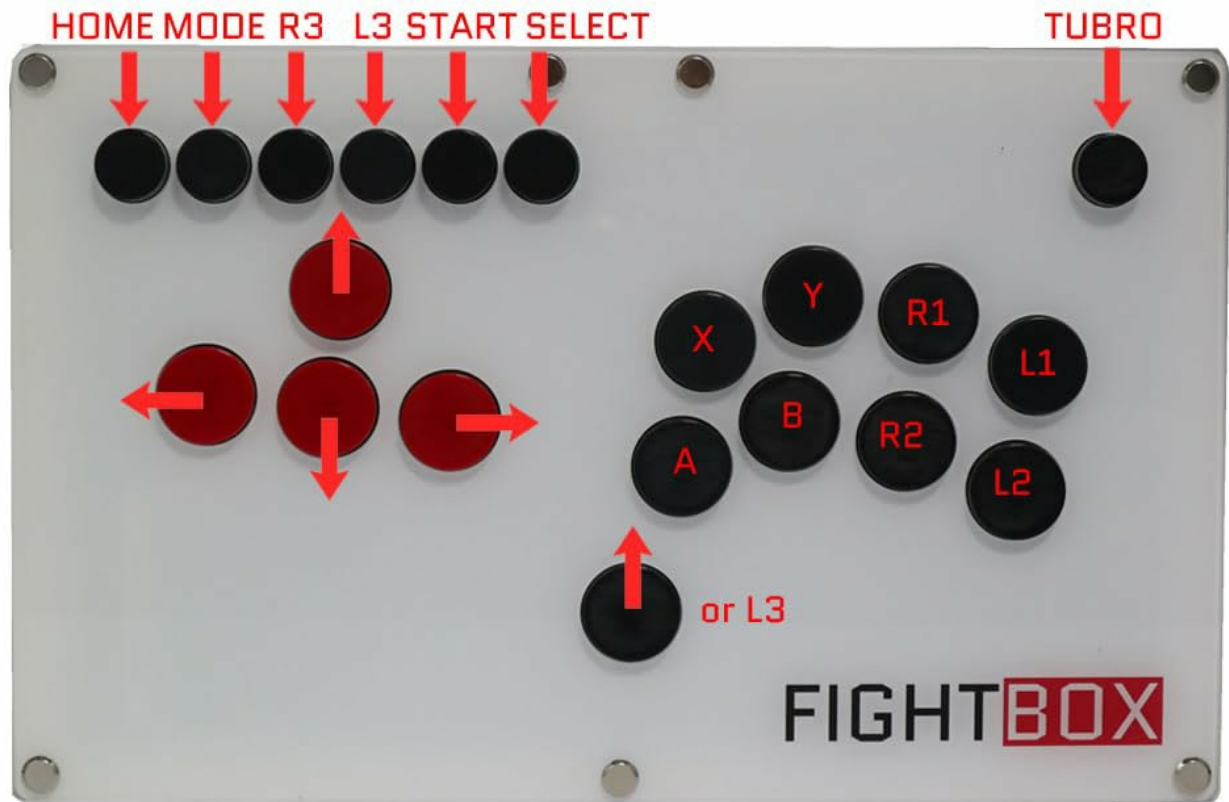 HOME MODE R3 L3 START SELECT TUBRO
Y
R1
X
L1
B
R2
A
L2
or L3
FIGHTBOX